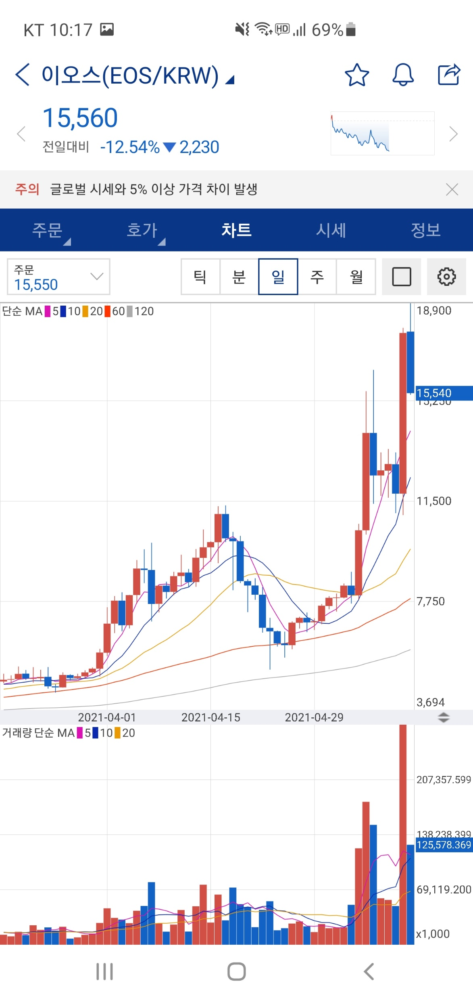 KT 10:17 HD 69%
이오스(EOS/KRW)
15,560
전일대비 -12.54%▼2,230
주의 글로벌 시세와 5% 이상 가격 차이 발생
주문 호가 차트 시세 정보
주문
15,550
틱 분 일 주 월
단순 MA 5 10 20 60 120
18,900
15,540
15,250
11,500
7,750
3,694
2021-04-01 2021-04-15 2021-04-29
거래량 단순 MA 5 10 20
207,357.599
138,238.399
125,578.369
69,119.200
x1,000